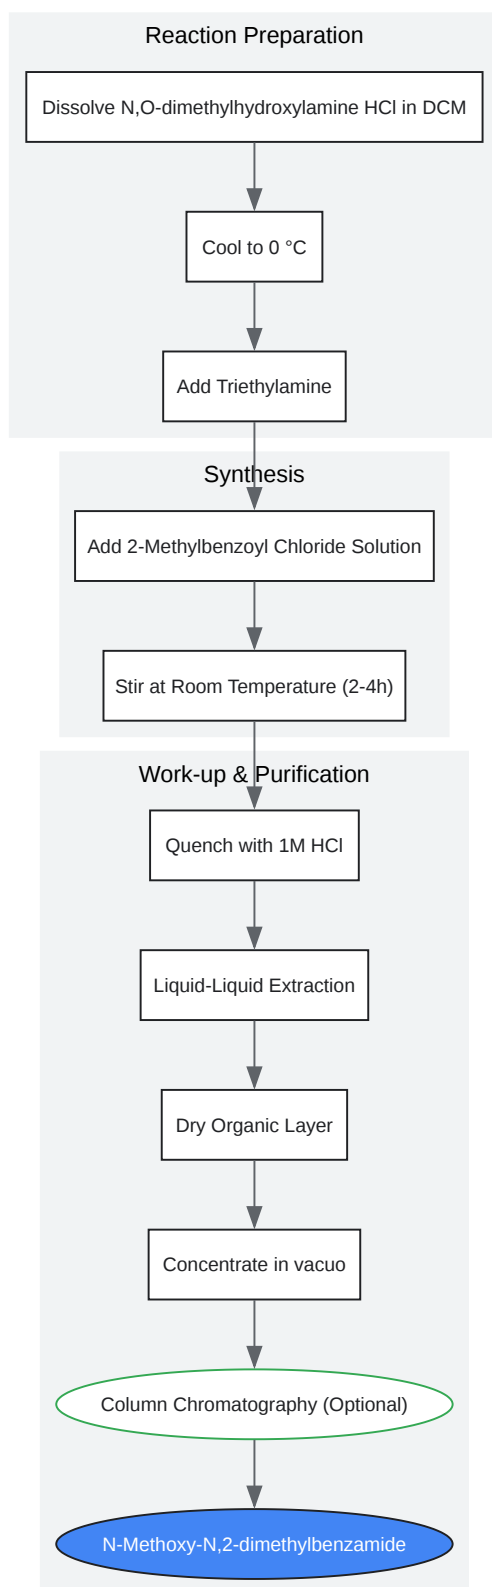 Reaction Preparation
Dissolve N,O-dimethylhydroxylamine HCl in DCM
Cool to 0 °C
Add Triethylamine
Synthesis
Add 2-Methylbenzoyl Chloride Solution
Stir at Room Temperature (2-4h)
Work-up & Purification
Quench with 1M HCl
Liquid-Liquid Extraction
Dry Organic Layer
Concentrate in vacuo
Column Chromatography (Optional)
N-Methoxy-N,2-dimethylbenzamide